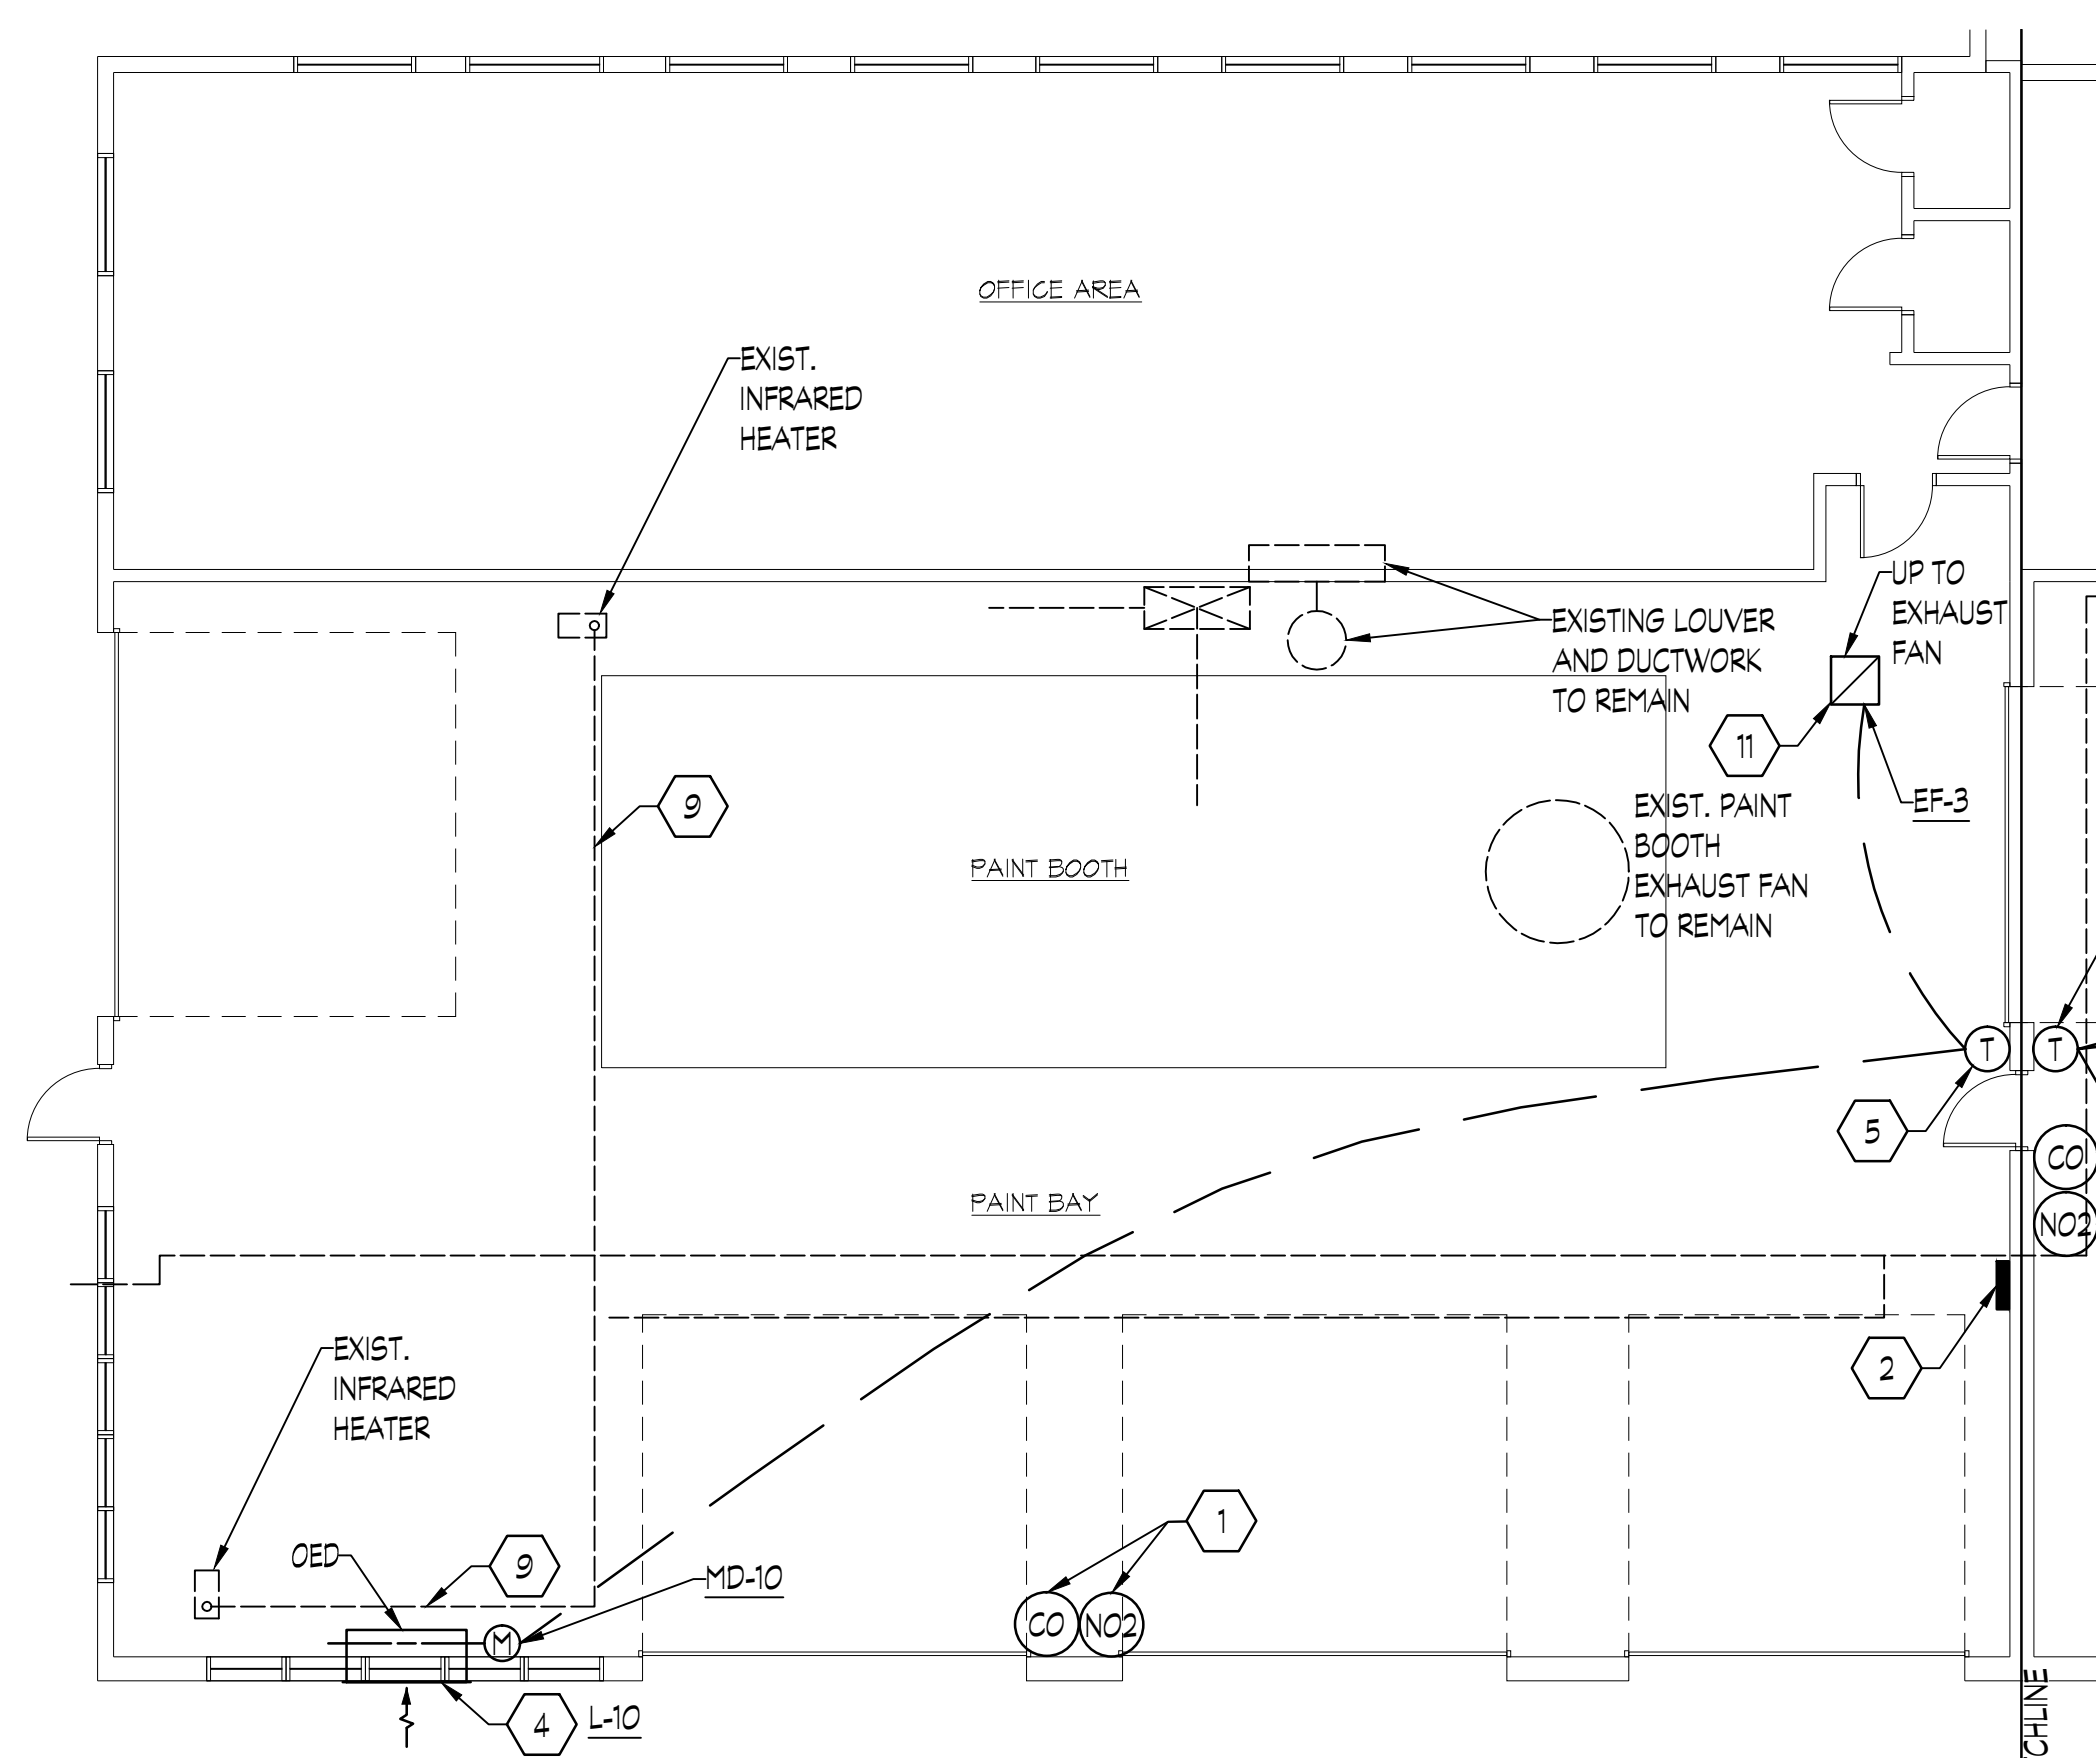 OFFICE AREA
EXIST.
INFRARED
HEATER
UP TO
EXHAUST
FAN
EXISTING LOUVER
AND DUCTWORK
TO REMAIN
11
EF-3
9
EXIST. PAINT
BOOTH
EXHAUST FAN
TO REMAIN
PAINT BOOTH
T
T
5
CO
NO2
PAINT BAY
2
EXIST.
INFRARED
HEATER
1
OED
9
MD-10
CO
NO2
M
4
L-10
CHLINE